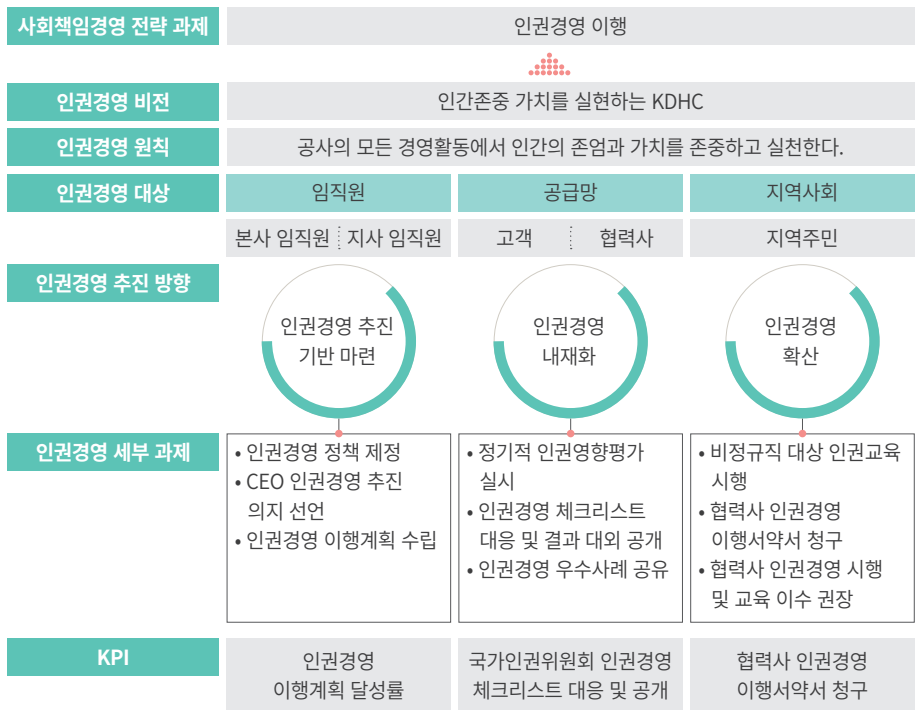 사회책임경영 전략 과제
인권경영 이행
인권경영 비전
인간존중 가치를 실현하는 KDHC
인권경영 원칙
공사의 모든 경영활동에서 인간의 존엄과 가치를 존중하고 실천한다.
인권경영 대상
임직원
공급망
지역사회
본사 임직원
지사 임직원
고객
협력사
지역주민
인권경영 추진 방향
인권경영 추진
기반 마련
인권경영
내재화
인권경영
확산
인권경영 세부 과제
• 인권경영 정책 제정
• CEO 인권경영 추진
의지 선언
• 인권경영 이행계획 수립
• 정기적 인권영향평가
실시
• 인권경영 체크리스트
대응 및 결과 대외 공개
• 인권경영 우수사례 공유
• 비정규직 대상 인권교육
시행
• 협력사 인권경영
이행서약서 청구
• 협력사 인권경영 시행
및 교육 이수 권장
KPI
인권경영
이행계획 달성률
국가인권위원회 인권경영
체크리스트 대응 및 공개
협력사 인권경영
이행서약서 청구